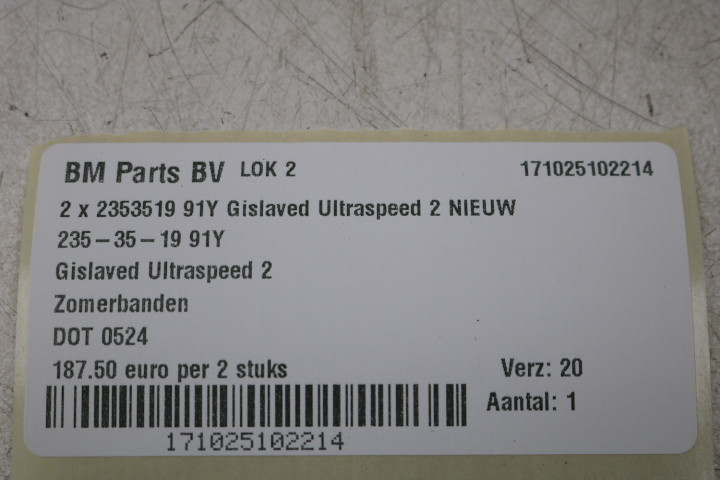 BM Parts BV LOK 2 171025102214
2 x 2353519 91Y Gislaved Ultraspeed 2 NIEUW
235-35-19 91Y
Gislaved Ultraspeed 2
Zomerbanden
DOT 0524
187.50 euro per 2 stuks Verz: 20
Aantal: 1
171025102214